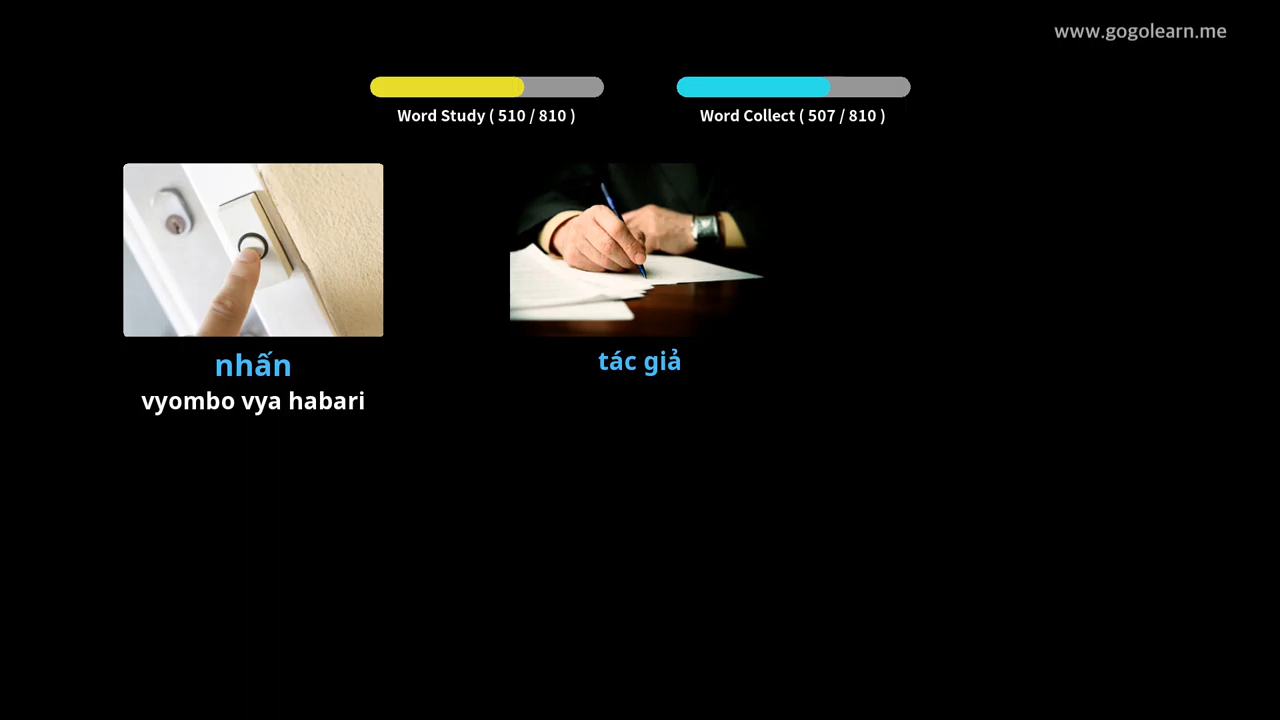 www.gogolearn.me
Word Study ( 510 / 810 )
Word Collect ( 507 / 810 )
nhấn
vyombo vya habari
tác giả